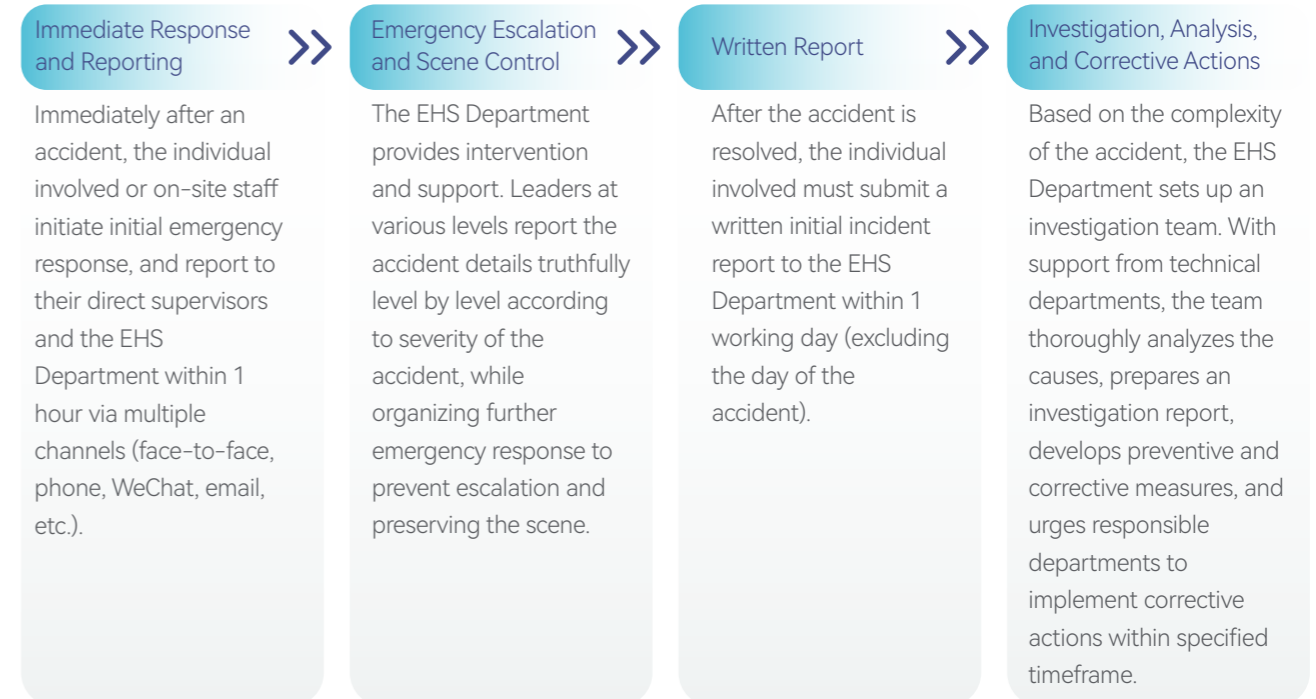 Immediate Response
and Reporting
Immediately after an
accident, the individual
involved or on-site staff
initiate initial emergency
response, and report to
their direct supervisors
and the EHS
Department within 1
hour via multiple
channels (face-to-face,
phone, WeChat, email,
etc.).
Emergency Escalation
and Scene Control
The EHS Department
provides intervention
and support. Leaders at
various levels report the
accident details truthfully
level by level according
to severity of the
accident, while
organizing further
emergency response to
prevent escalation and
preserving the scene.
Written Report
After the accident is
resolved, the individual
involved must submit a
written initial incident
report to the EHS
Department within 1
working day (excluding
the day of the
accident).
Investigation, Analysis,
and Corrective Actions
Based on the complexity
of the accident, the EHS
Department sets up an
investigation team. With
support from technical
departments, the team
thoroughly analyzes the
causes, prepares an
investigation report,
develops preventive and
corrective measures, and
urges responsible
departments to
implement corrective
actions within specified
timeframe.